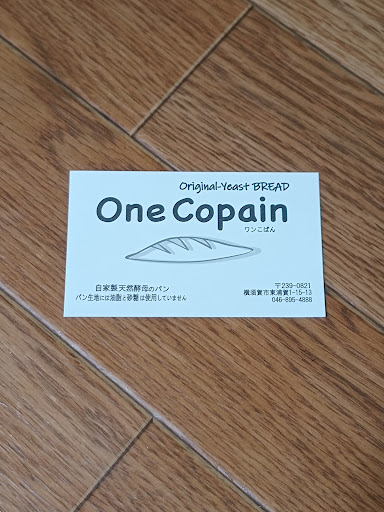 Original-Yeast BREAD
One Copain
ワンこぱん
自家製天然酵母のパン
パン生地には油脂と砂糖は使用していません
〒239-0821
横須賀市東浦賀1-15-13
046-895-4888